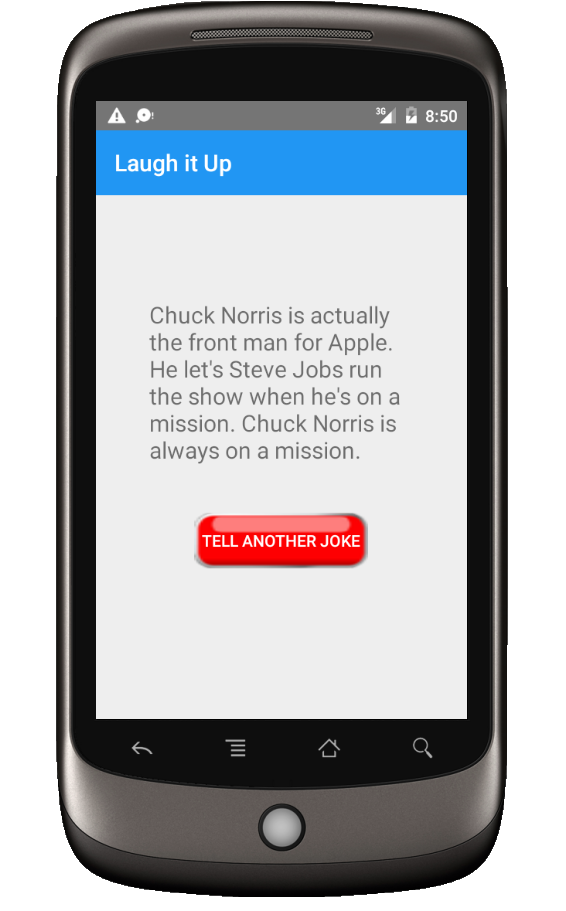 3G 8:50
Laugh it Up
Chuck Norris is actually
the front man for Apple.
He let's Steve Jobs run
the show when he's on a
mission. Chuck Norris is
always on a mission.
TELL ANOTHER JOKE